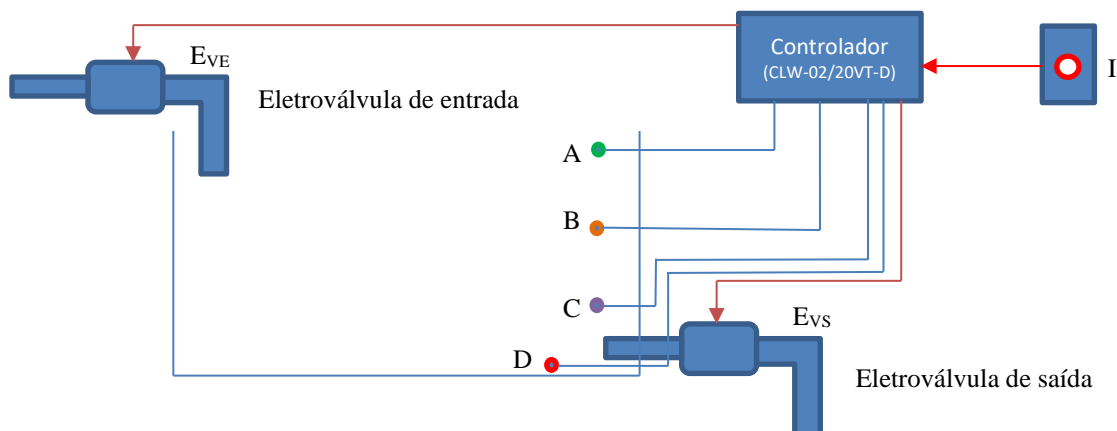 Controlador
(CLW-02/20VT-D)
EVE
I
Eletroválvula de entrada
A
B
C
EVS
D
Eletroválvula de saída